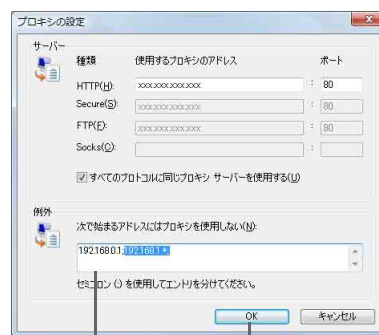 プロキシの設定
サーバー
種類 使用するプロキシのアドレス ポート
HTTP(H): xxx.xxx.xxx.xxx : 80
Secure(S): xxx.xxx.xxx.xxx : 80
FTP(F): xxx.xxx.xxx.xxx : 80
Socks(C): :
すべてのプロトコルに同じプロキシ サーバーを使用する(U)
例外
次で始まるアドレスにはプロキシを使用しない(N):
192.168.0.1;192.168.1.*;
セミコロン (;) を使用してエントリを分けてください。
OK キャンセル